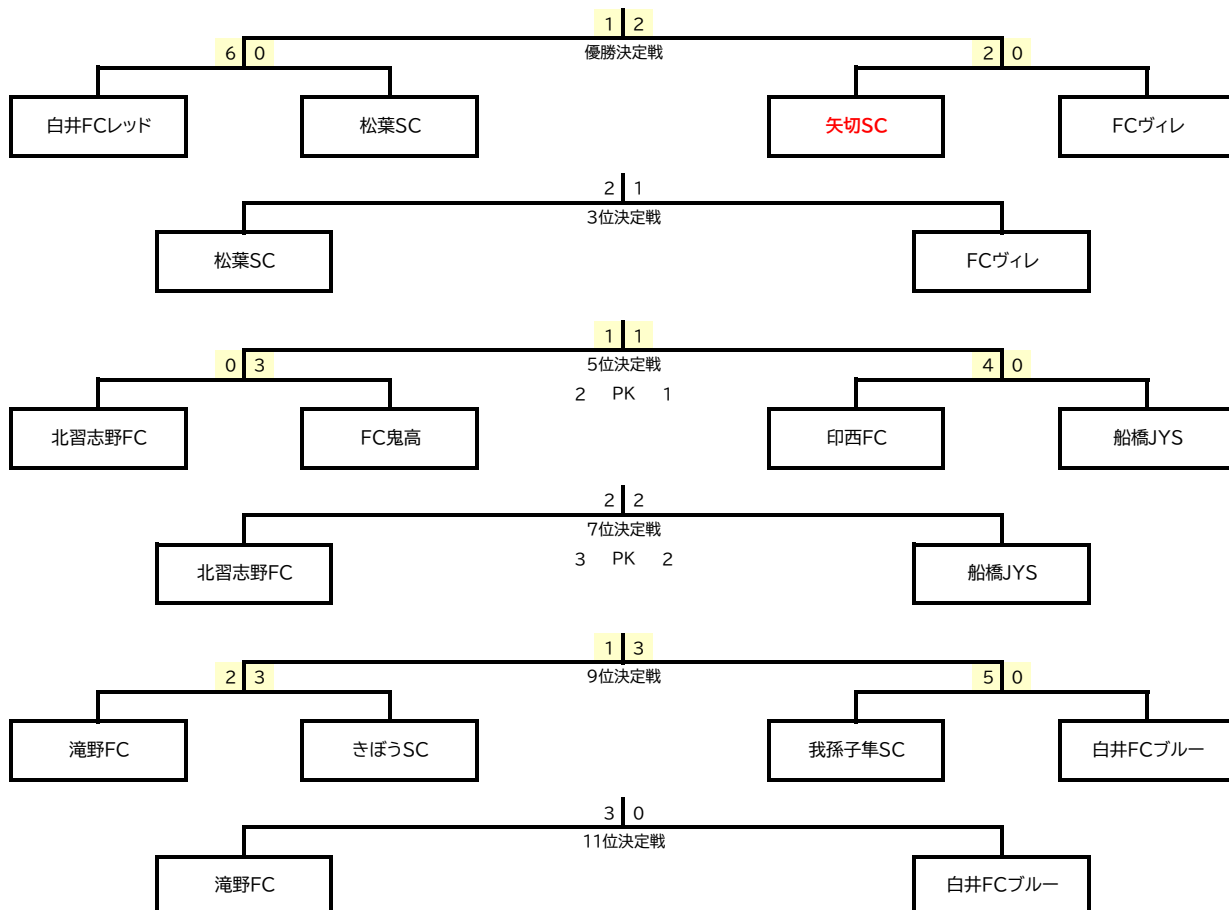 1 2
優勝決定戦
6 0 2 0
白井FCレッド 松葉SC 矢切SC FCヴィレ
2 1
3位決定戦
松葉SC FCヴィレ
1 1
5位決定戦
0 3 4 0
2 PK 1
北習志野FC FC鬼高 印西FC 船橋JYS
2 2
7位決定戦
3 PK 2
北習志野FC 船橋JYS
1 3
9位決定戦
2 3 5 0
滝野FC きぼうSC 我孫子隼SC 白井FCブルー
3 0
11位決定戦
滝野FC 白井FCブルー